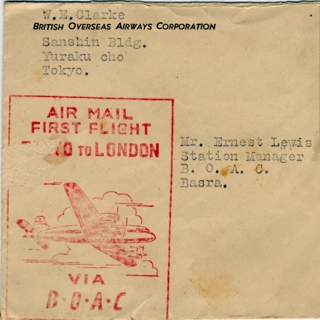 W.E.Clarke
BRITISH OVERSEAS AIRWAYS CORPORATION
Sanshin Bldg.
Yuraku cho
Tokyo.
AIR MAIL
FIRST FLIGHT
TO LONDON
Mr. Ernest Lewis
Station Manager
B. O. A. C.
Basra.
VIA
B·O·A·C